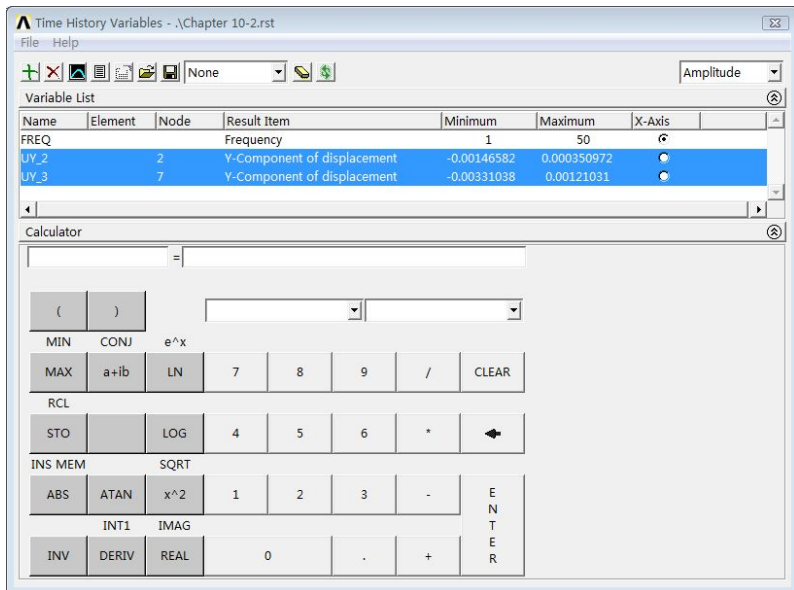 Time History Variables - .\Chapter 10-2.rst
File Help
None Amplitude
Variable List
Name Element Node Result Item Minimum Maximum X-Axis
FREQ Frequency 1 50
UY_2 2 Y-Component of displacement -0.00146582 0.000350972
UY_3 7 Y-Component of displacement -0.00331038 0.00121031
Calculator
=
( )
MIN CONJ e^x
MAX a+ib LN 7 8 9 / CLEAR
RCL
STO LOG 4 5 6 *
INS MEM SQRT
ABS ATAN x^2 1 2 3 - ENTER
INT1 IMAG
INV DERIV REAL 0 . +